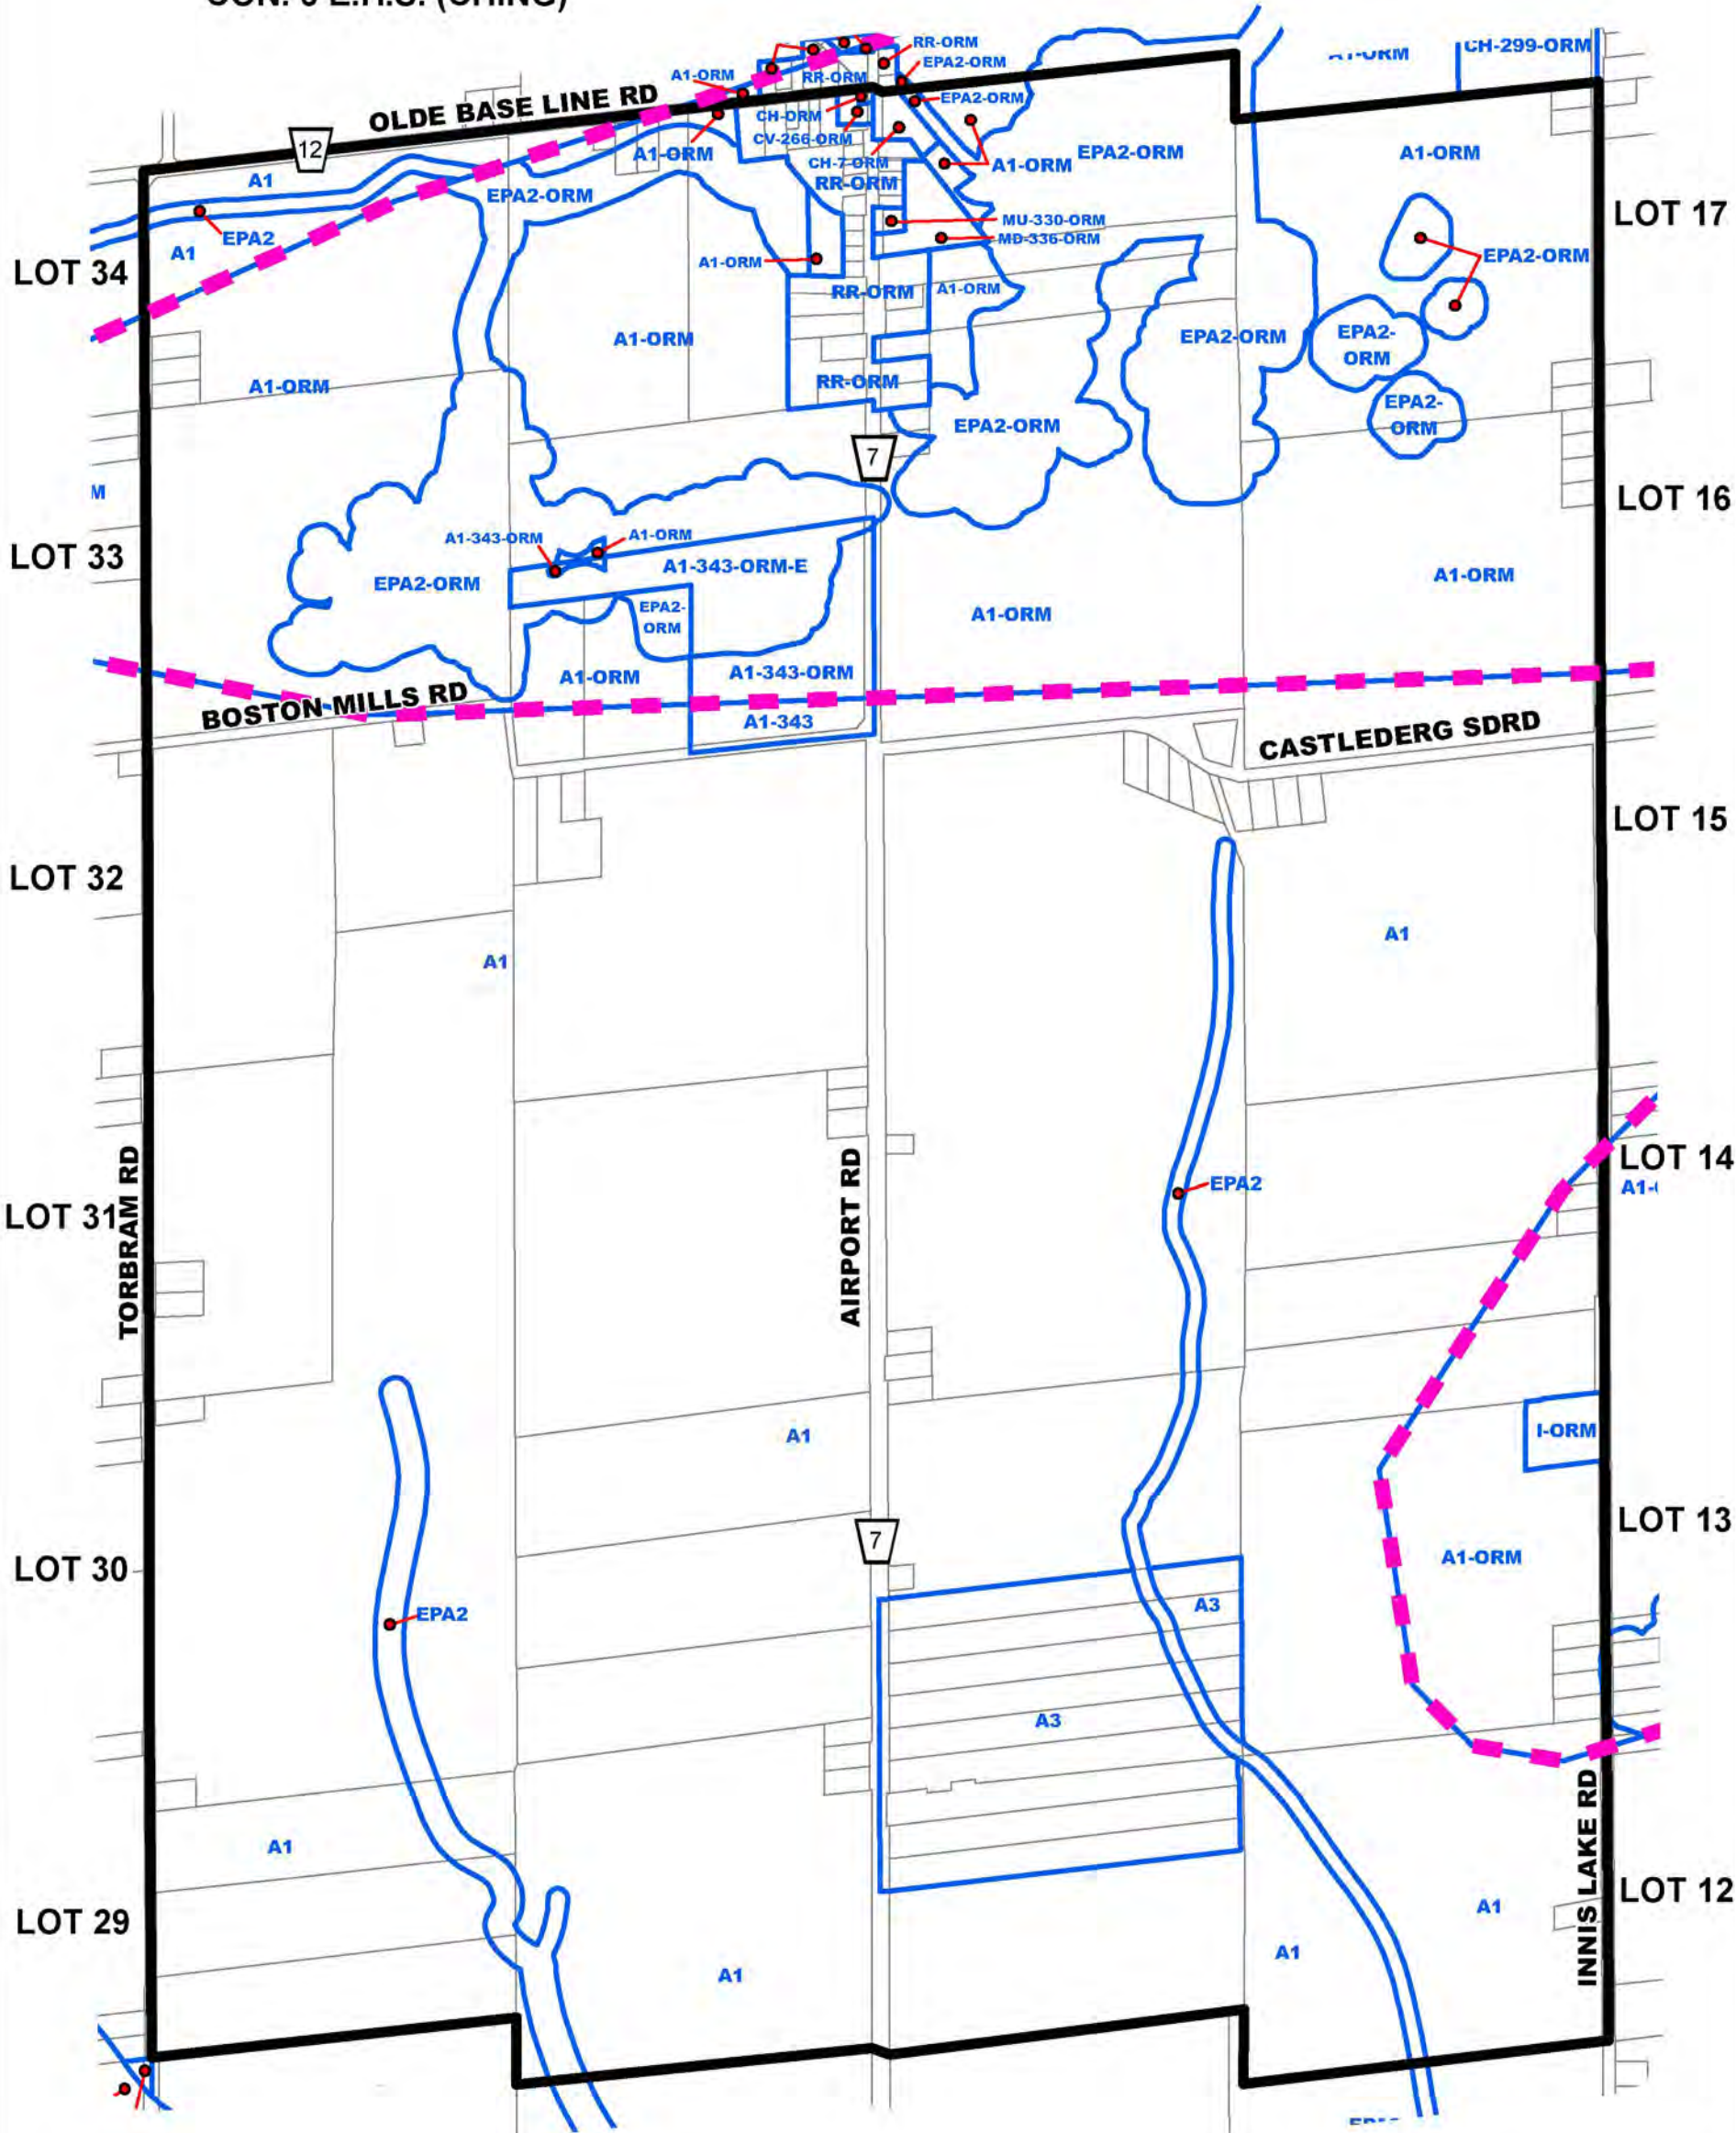 CON. 6 E.H.S. (CHING)
A1-ORM
CH-299-ORM
RR-ORM
EPA2-ORM
A1-ORM
RR-ORM
EPA2-ORM
OLDE BASE LINE RD
12
CH-ORM
CV-266-ORM
A1-ORM
CH-7-ORM
A1-ORM
EPA2-ORM
A1-ORM
A1
EPA2-ORM
RR-ORM
LOT 17
EPA2
MU-330-ORM
MD-336-ORM
A1
A1-ORM
EPA2-ORM
LOT 34
RR-ORM
A1-ORM
A1-ORM
EPA2-ORM
EPA2-
ORM
A1-ORM
RR-ORM
EPA2-
ORM
EPA2-ORM
7
M
LOT 16
A1-343-ORM
A1-ORM
LOT 33
A1-343-ORM-E
EPA2-ORM
A1-ORM
EPA2-
ORM
A1-ORM
A1-ORM
A1-343-ORM
BOSTON MILLS RD
A1-343
CASTLEDERG SDRD
LOT 15
LOT 32
A1
A1
LOT 14
A1-
EPA2
LOT 31
TORBRAM RD
AIRPORT RD
I-ORM
A1
LOT 13
7
A1-ORM
LOT 30
A3
EPA2
A3
A1
INNIS LAKE RD
LOT 12
A1
LOT 29
A1
A1